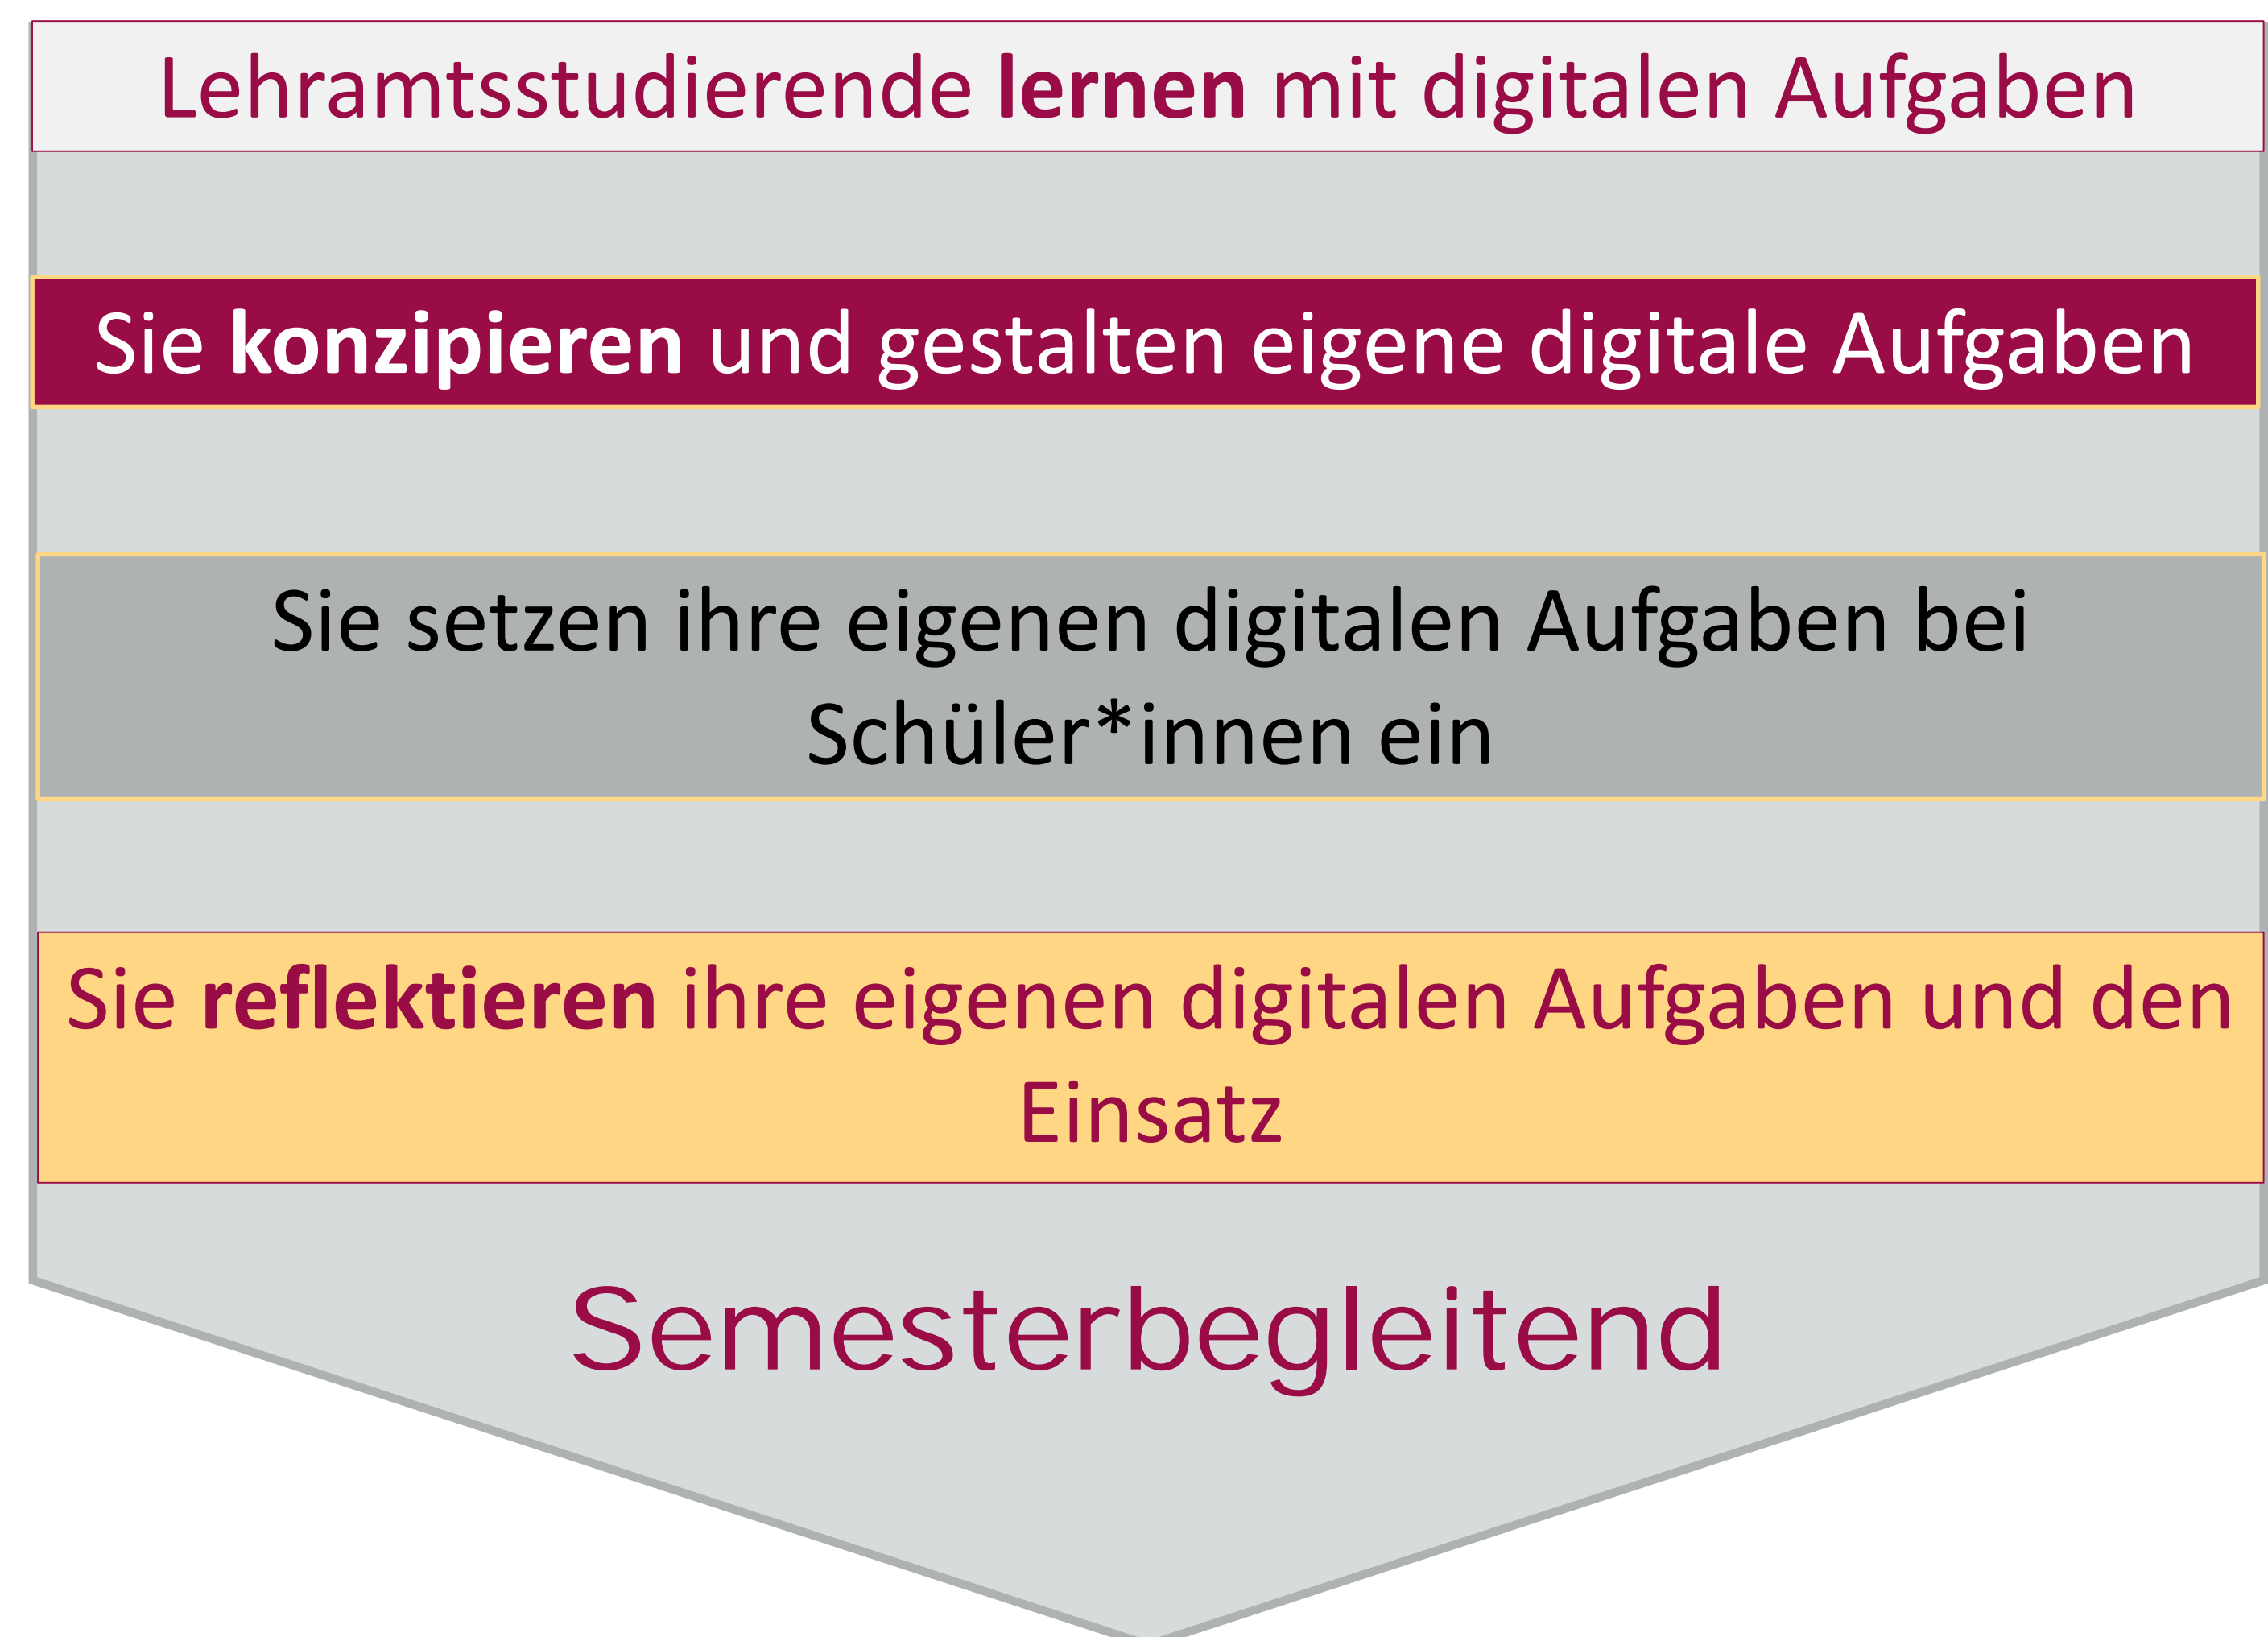 Lehramtsstudierende lernen mit digitalen Aufgaben
Sie konzipieren und gestalten eigene digitale Aufgaben
Sie setzen ihre eigenen digitalen Aufgaben bei
Schüler*innen ein
Sie reflektieren ihre eigenen digitalen Aufgaben und den
Einsatz
Semesterbegleitend